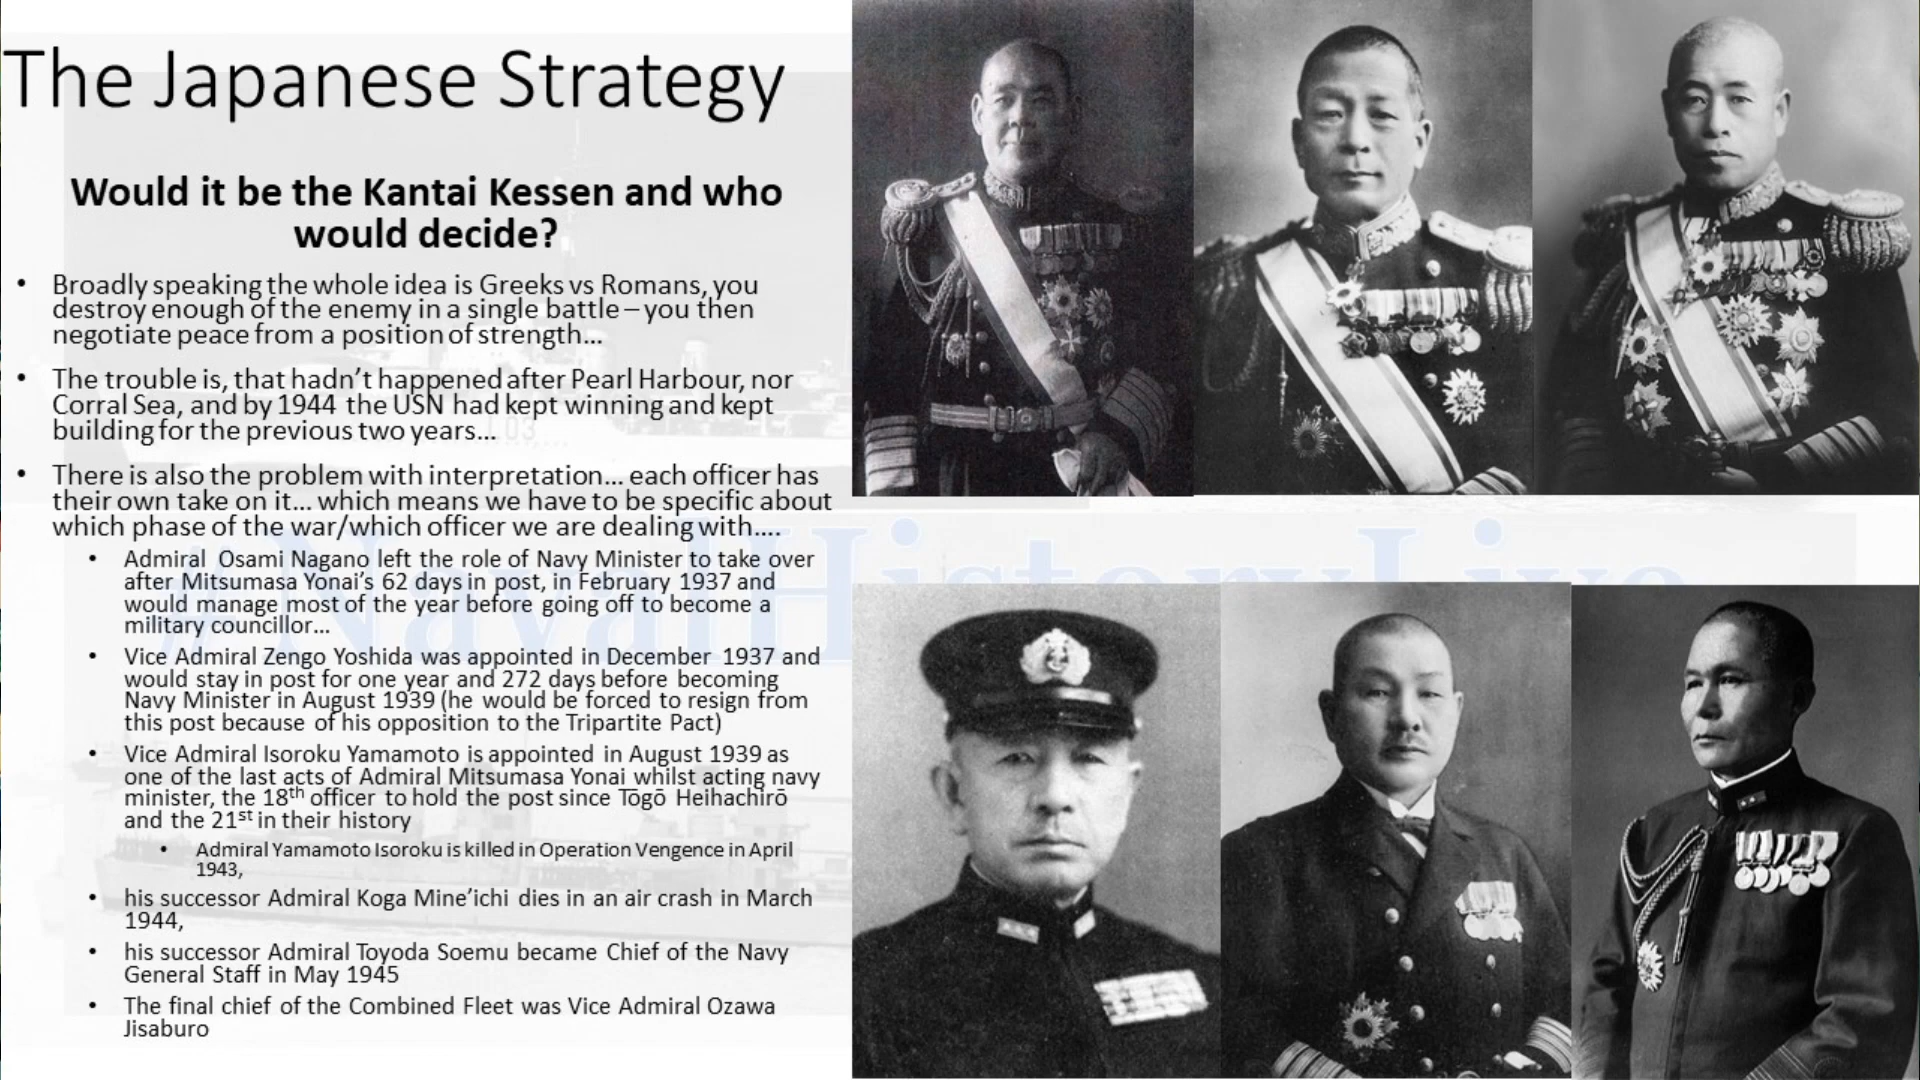 The Japanese Strategy
Would it be the Kantai Kessen and who
would decide?
• Broadly speaking the whole idea is Greeks vs Romans, you
destroy enough of the enemy in a single battle – you then
negotiate peace from a position of strength...
• The trouble is, that hadn't happened after Pearl Harbour, nor
Corral Sea, and by 1944 the USN had kept winning and kept
building for the previous two years...
• There is also the problem with interpretation... each officer has
their own take on it... which means we have to be specific about
which phase of the war/which officer we are dealing with....
• Admiral Osami Nagano left the role of Navy Minister to take over
after Mitsumasa Yonai's 62 days in post, in February 1937 and
would manage most of the year before going off to become a
military councillor...
• Vice Admiral Zengo Yoshida was appointed in December 1937 and
would stay in post for one year and 272 days before becoming
Navy Minister in August 1939 (he would be forced to resign from
this post because of his opposition to the Tripartite Pact)
• Vice Admiral Isoroku Yamamoto is appointed in August 1939 as
one of the last acts of Admiral Mitsumasa Yonai whilst acting navy
minister, the 18th officer to hold the post since Tōgō Heihachirō
and the 21st in their history
• Admiral Yamamoto Isoroku is killed in Operation Vengence in April
1943,
• his successor Admiral Koga Mine'ichi dies in an air crash in March
1944,
• his successor Admiral Toyoda Soemu became Chief of the Navy
General Staff in May 1945
• The final chief of the Combined Fleet was Vice Admiral Ozawa
Jisaburo
#NavalHistoryLive